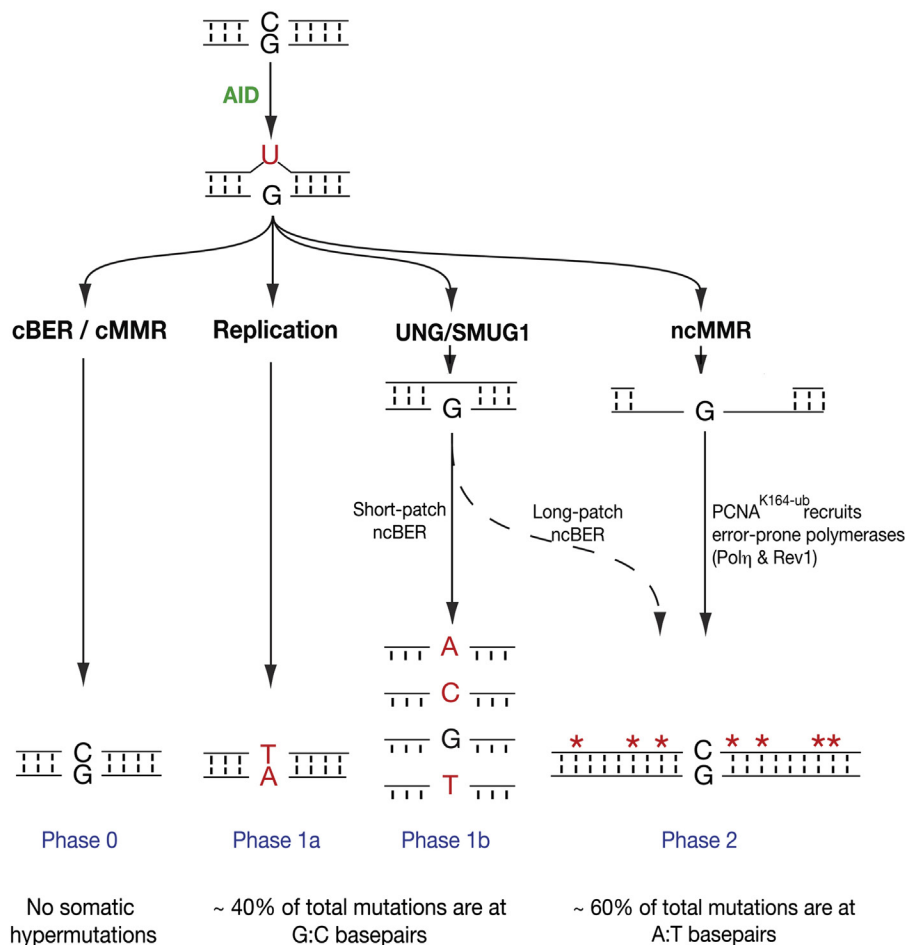 C
G
AID
U
G
cBER / cMMR
Replication
UNG/SMUG1
ncMMR
G
G
Short-patch
ncBER
Long-patch
ncBER
PCNA^K164-ub recruits
error-prone polymerases
(Polη & Rev1)
A
C
G
T
C
G
T
A
* * * C * * * *
G
Phase 0
Phase 1a
Phase 1b
Phase 2
No somatic
hypermutations
~ 40% of total mutations are at
G:C basepairs
~ 60% of total mutations are at
A:T basepairs